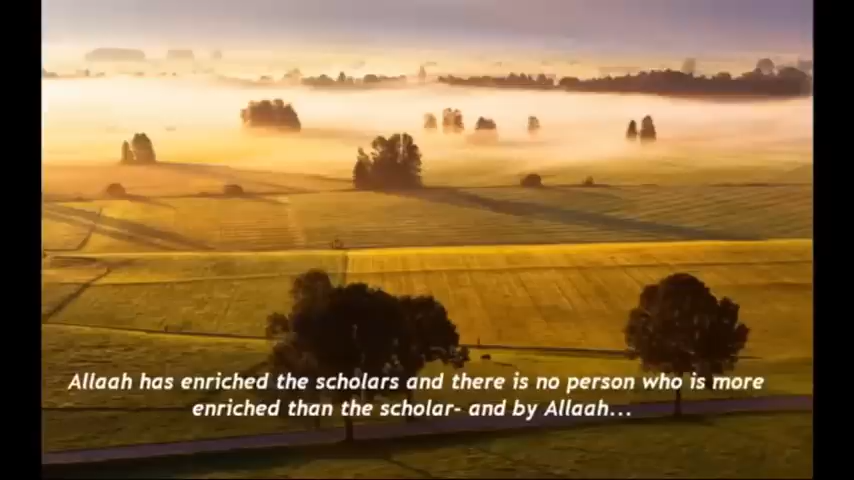 Allaah has enriched the scholars and there is no person who is more
enriched than the scholar- and by Allaah...